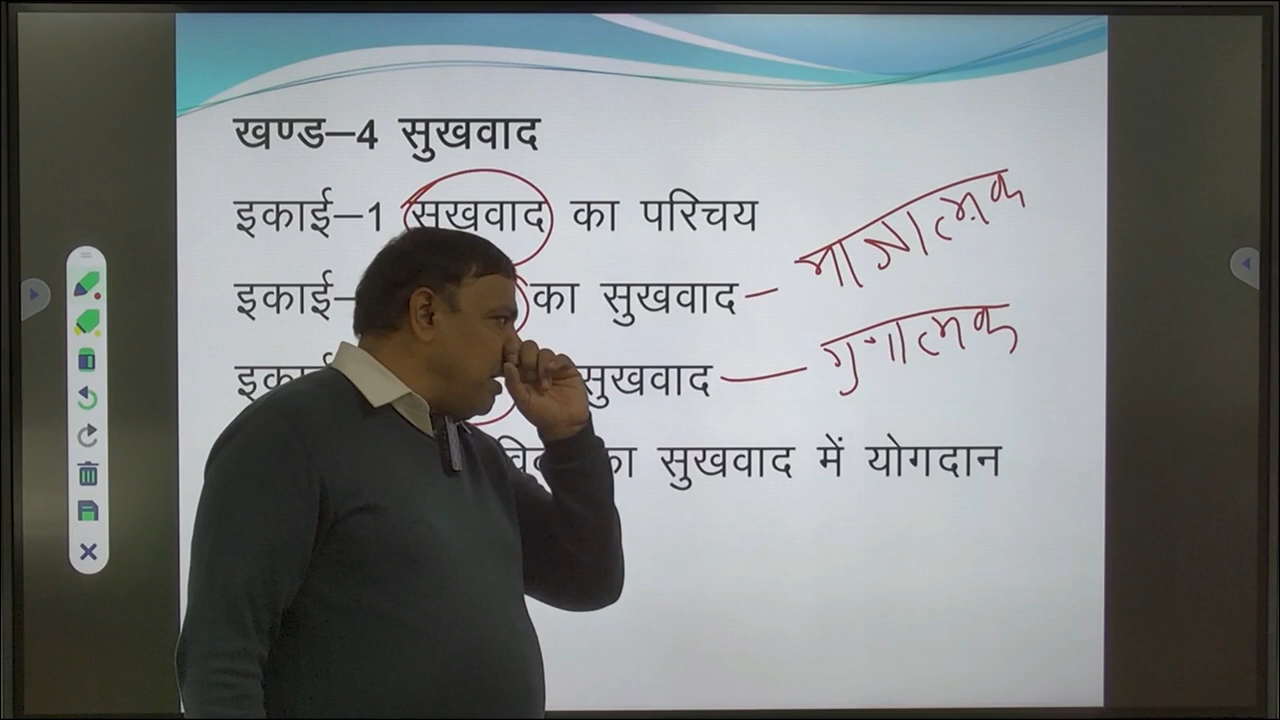 खण्ड–4 सुखवाद
इकाई–1 सुखवाद का परिचय
इकाई– का सुखवाद – मात्रात्मक
सुखवाद — गुणात्मक
का सुखवाद में योगदान